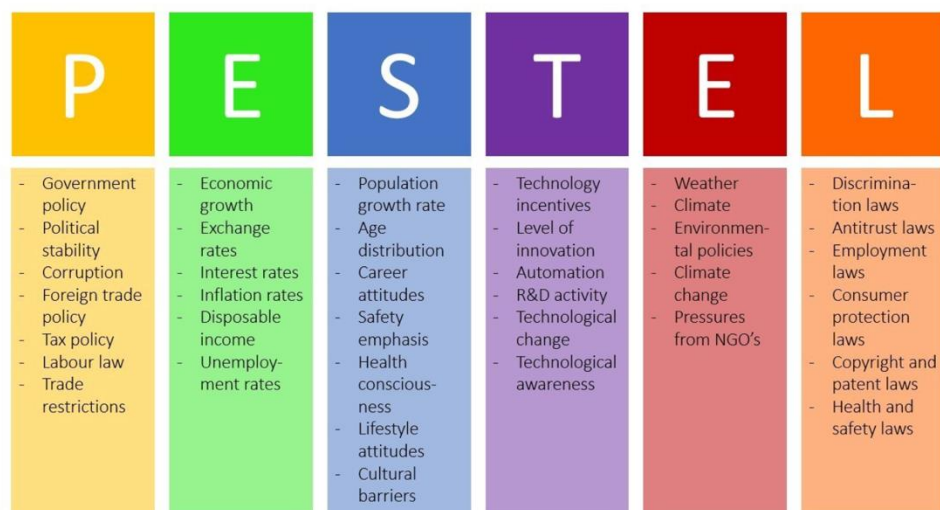 P
E
S
T
E
L
- Government
policy
- Political
stability
- Corruption
- Foreign trade
policy
- Tax policy
- Labour law
- Trade
restrictions
- Economic
growth
- Exchange
rates
- Interest rates
- Inflation rates
- Disposable
income
- Unemploy-
ment rates
- Population
growth rate
- Age
distribution
- Career
attitudes
- Safety
emphasis
- Health
conscious-
ness
- Lifestyle
attitudes
- Cultural
barriers
- Technology
incentives
- Level of
innovation
- Automation
- R&D activity
- Technological
change
- Technological
awareness
- Weather
- Climate
- Environmen-
tal policies
- Climate
change
- Pressures
from NGO's
- Discrimina-
tion laws
- Antitrust laws
- Employment
laws
- Consumer
protection
laws
- Copyright and
patent laws
- Health and
safety laws